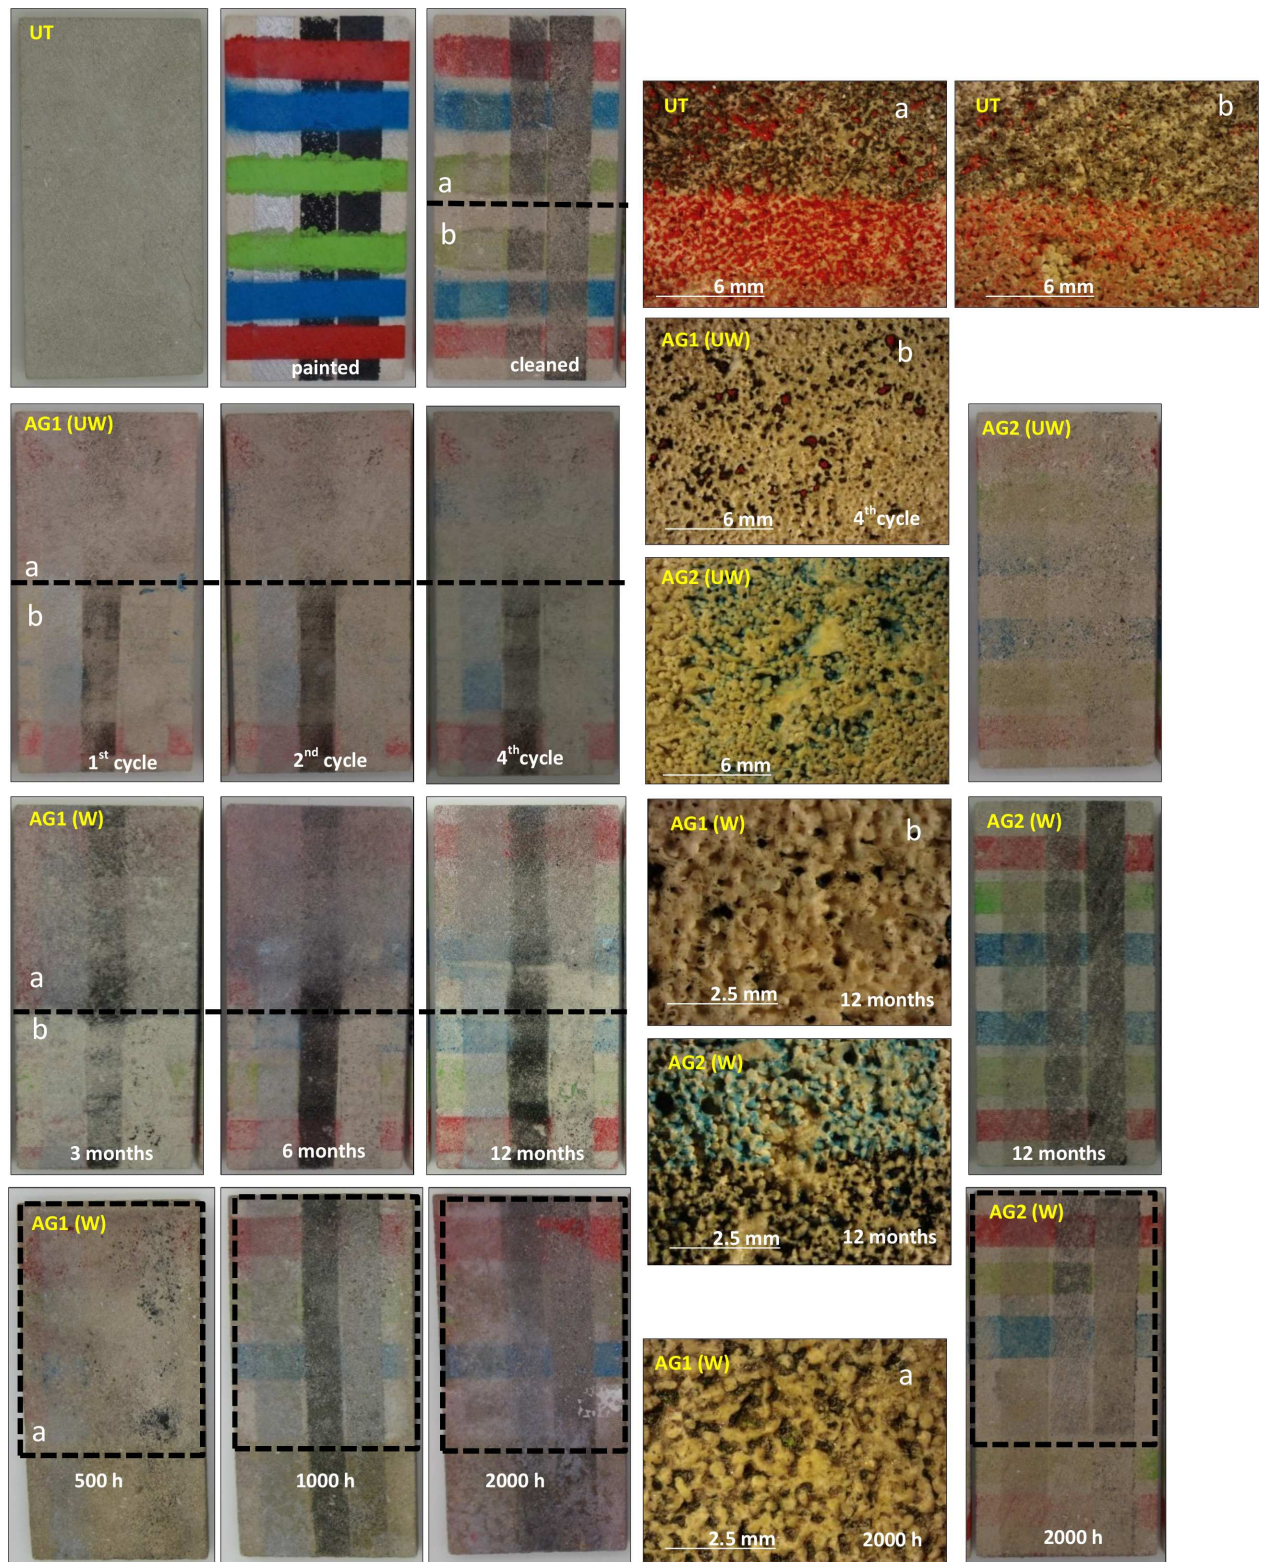 UT
painted
cleaned
a
b
UT
a
6 mm
UT
b
6 mm
AG1 (UW)
a
b
1st cycle
2nd cycle
4th cycle
AG1 (UW)
b
6 mm
4th cycle
AG2 (UW)
6 mm
AG2 (UW)
AG1 (W)
a
b
3 months
6 months
12 months
AG1 (W)
b
2.5 mm
12 months
AG2 (W)
2.5 mm
12 months
AG2 (W)
12 months
AG1 (W)
a
500 h
1000 h
2000 h
AG1 (W)
a
2.5 mm
2000 h
AG2 (W)
2000 h